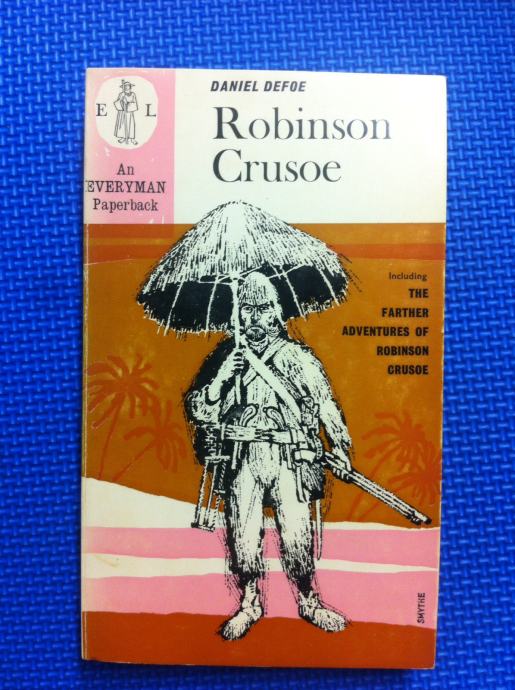 DANIEL DEFOE
Robinson
Crusoe
E L
An
EVERYMAN
Paperback
Including
THE
FARTHER
ADVENTURES OF
ROBINSON
CRUSOE
SMYTHE